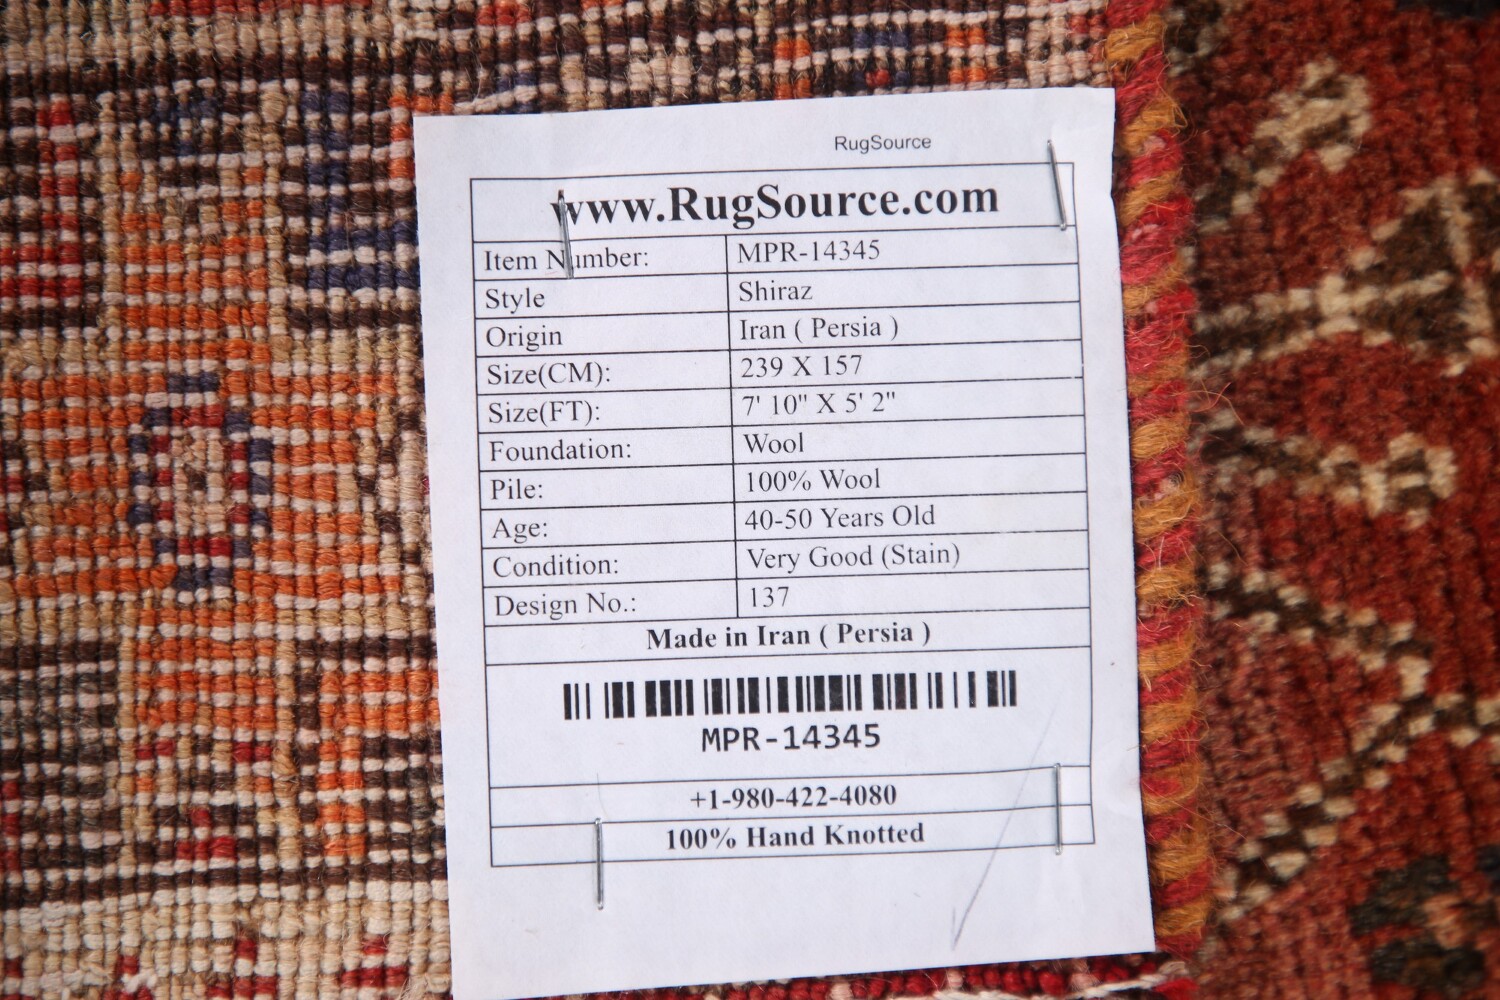 RugSource
www.RugSource.com
Item Number: MPR-14345
Style Shiraz
Origin Iran ( Persia )
Size(CM): 239 X 157
Size(FT): 7' 10" X 5' 2"
Foundation: Wool
Pile: 100% Wool
Age: 40-50 Years Old
Condition: Very Good (Stain)
Design No.: 137
Made in Iran ( Persia )
MPR-14345
+1-980-422-4080
100% Hand Knotted